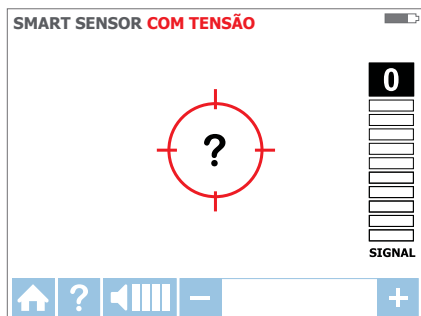 SMART SENSOR COM TENSÃO
0
?
SIGNAL
? − +